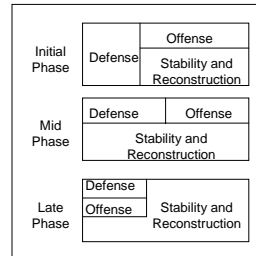 Initial
Phase
Defense
Offense
Stability and
Reconstruction
Mid
Phase
Defense
Offense
Stability and
Reconstruction
Late
Phase
Defense
Offense
Stability and
Reconstruction